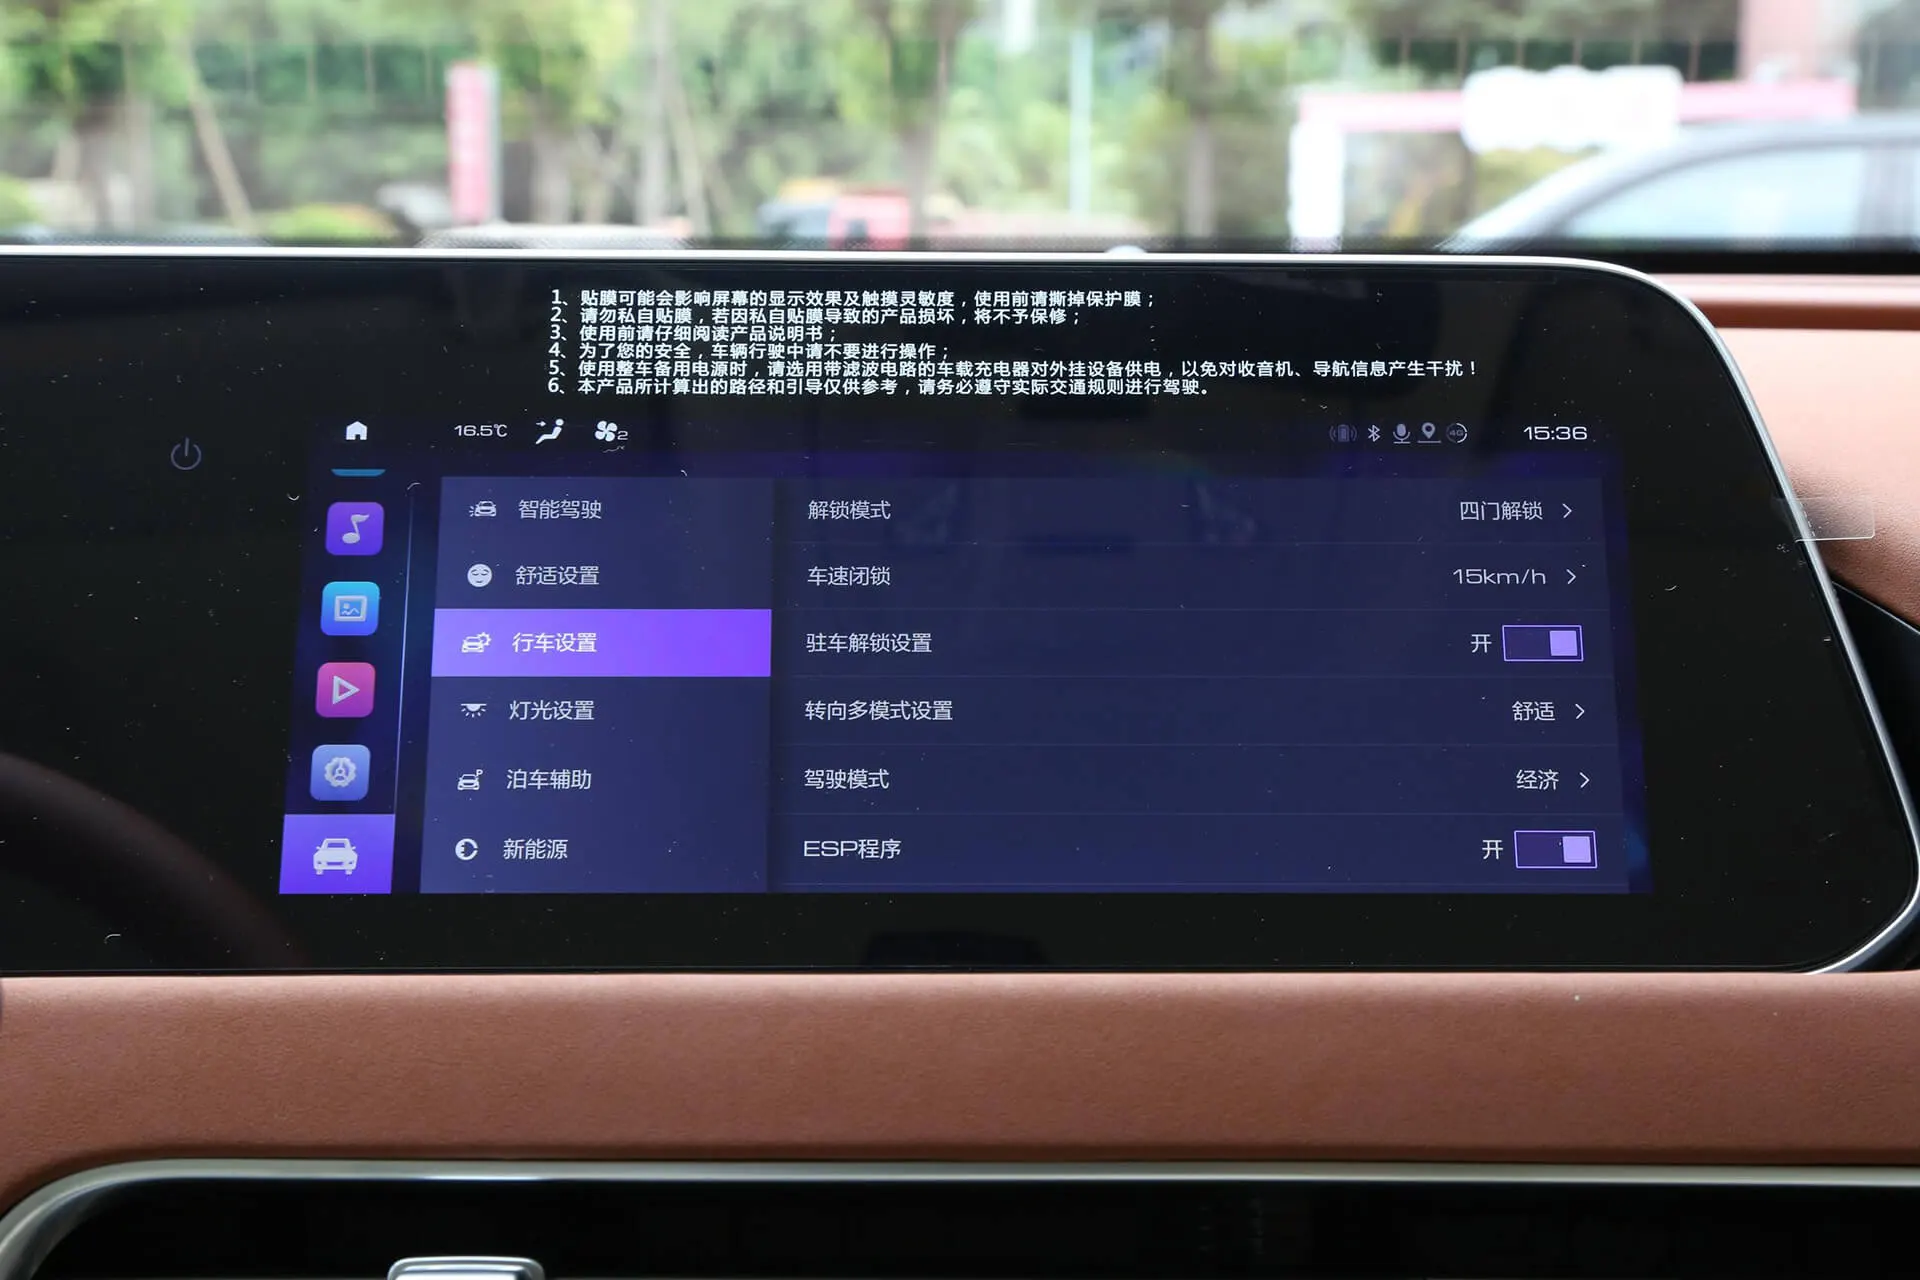 1、贴膜可能会影响屏幕的显示效果及触摸灵敏度，使用前请撕掉保护膜；
2、请勿私自贴膜，若因私自贴膜导致的产品损坏，将不予保修；
3、使用前请仔细阅读产品说明书；
4、为了您的安全，车辆行驶中请不要进行操作；
5、使用整车备用电源时，请选用带滤波电路的车载充电器对外挂设备供电，以免对收音机、导航信息产生干扰！
6、本产品所计算出的路径和引导仅供参考，请务必遵守实际交通规则进行驾驶。
16.5℃ 2 4G 15:36
智能驾驶 解锁模式 四门解锁
舒适设置 车速闭锁 15km/h
行车设置 驻车解锁设置 开
灯光设置 转向多模式设置 舒适
泊车辅助 驾驶模式 经济
新能源 ESP程序 开